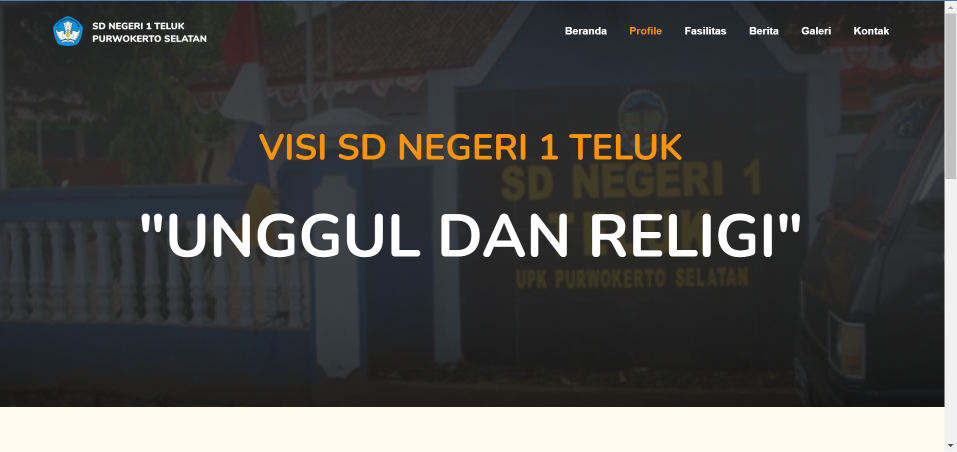 SD NEGERI 1 TELUK
PURWOKERTO SELATAN
Beranda Profile Fasilitas Berita Galeri Kontak
VISI SD NEGERI 1 TELUK
"UNGGUL DAN RELIGI"
SD NEGERI 1
UPK PURWOKERTO SELATAN